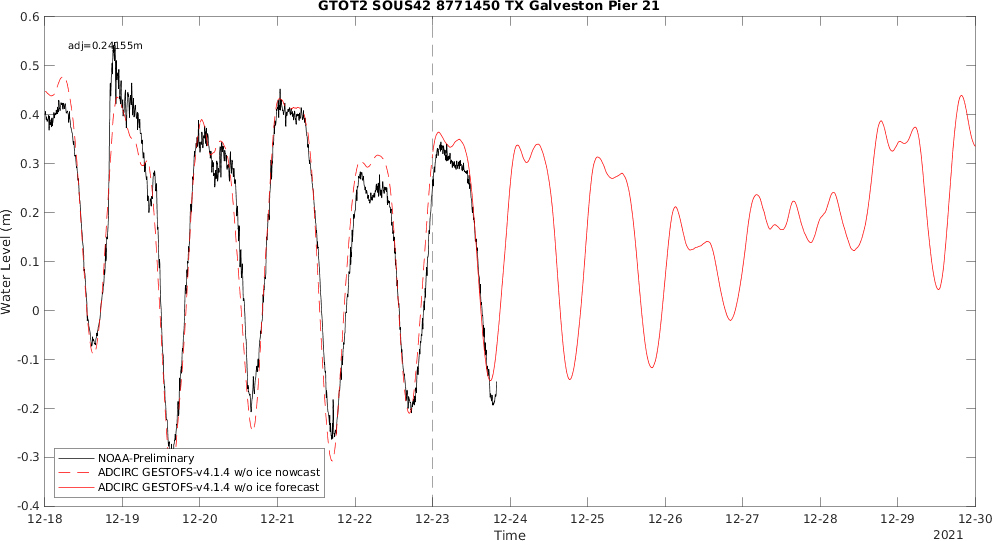 GTOT2 SOUS42 8771450 TX Galveston Pier 21
0.6
adj=0.24155m
0.5
0.4
0.3
0.2
0.1
0
-0.1
-0.2
-0.3
-0.4
Water Level (m)
NOAA-Preliminary
ADCIRC GESTOFS-v4.1.4 w/o ice nowcast
ADCIRC GESTOFS-v4.1.4 w/o ice forecast
12-18 12-19 12-20 12-21 12-22 12-23 12-24 12-25 12-26 12-27 12-28 12-29 12-30
Time
2021